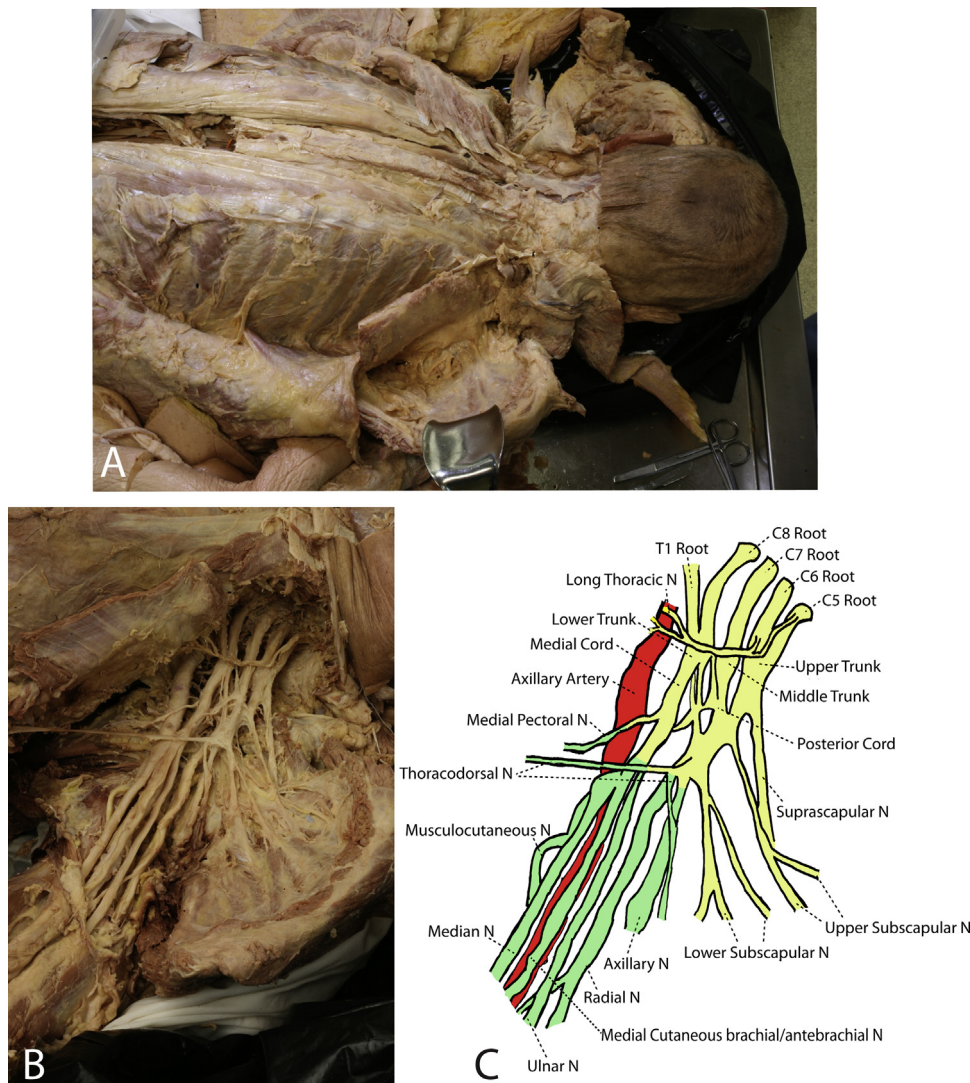 A
B
C8 Root
T1 Root
C7 Root
Long Thoracic N
C6 Root
C5 Root
Lower Trunk
Medial Cord
Upper Trunk
Axillary Artery
Middle Trunk
Medial Pectoral N
Posterior Cord
Thoracodorsal N
Suprascapular N
Musculocutaneous N
Upper Subscapular N
Median N
Lower Subscapular N
Axillary N
Radial N
Medial Cutaneous brachial/antebrachial N
Ulnar N
C